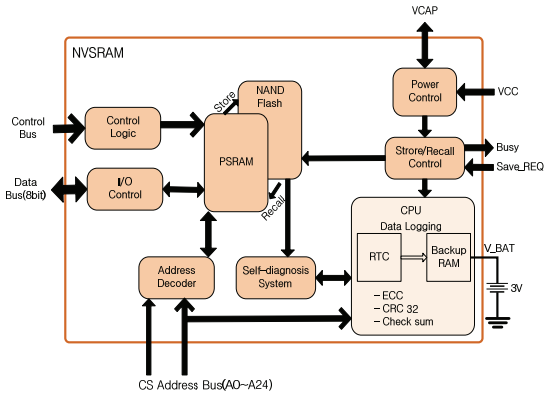 VCAP
NVSRAM
NAND
Flash
Power
Control
VCC
Store
Control
Bus
Control
Logic
PSRAM
Strore/Recall
Control
Busy
Save_REQ
Data
Bus(8bit)
I/O
Control
Recall
CPU
Data Logging
RTC
Backup
RAM
V_BAT
3V
Address
Decoder
Self-diagnosis
System
- ECC
- CRC 32
- Check sum
CS Address Bus(A0~A24)